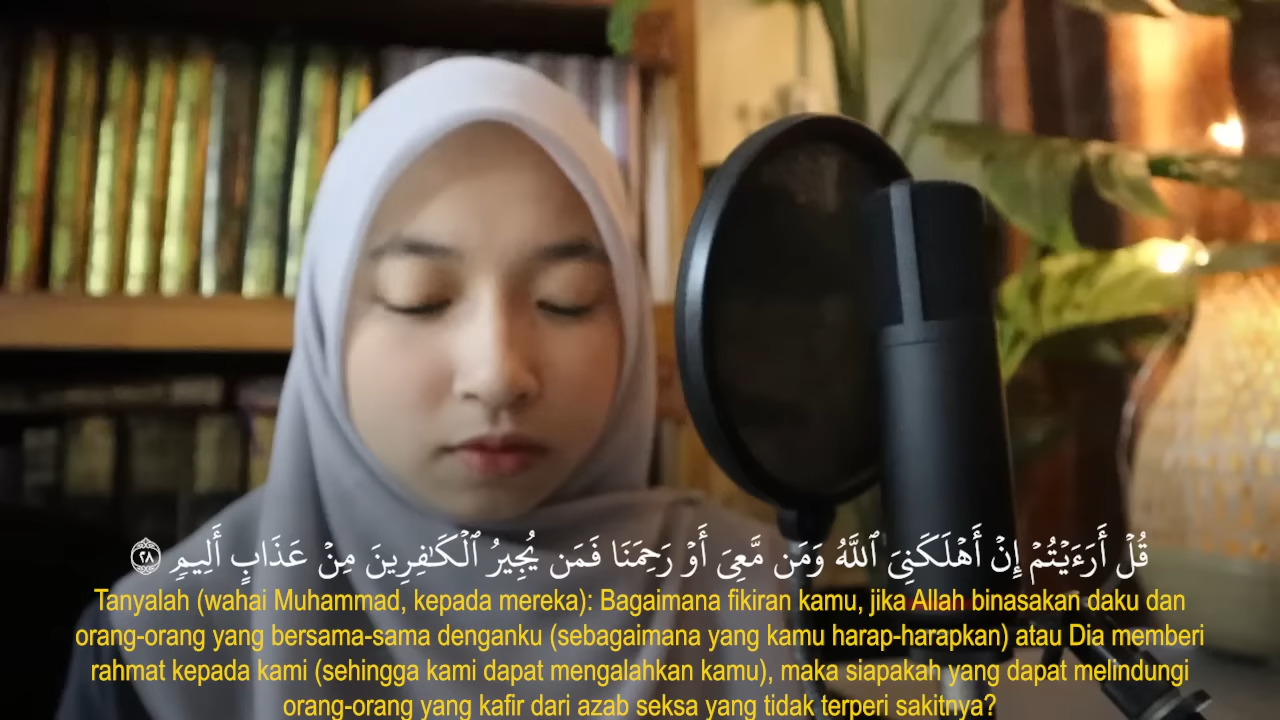 قُلْ أَرَءَيْتُمْ إِنْ أَهْلَكَنِىَ ٱللَّهُ وَمَن مَّعِىَ أَوْ رَحِمَنَا فَمَن يُجِيرُ ٱلْكَـٰفِرِينَ مِنْ عَذَابٍ أَلِيمٍ ٢٨
Tanyalah (wahai Muhammad, kepada mereka): Bagaimana fikiran kamu, jika Allah binasakan daku dan
orang-orang yang bersama-sama denganku (sebagaimana yang kamu harap-harapkan) atau Dia memberi
rahmat kepada kami (sehingga kami dapat mengalahkan kamu), maka siapakah yang dapat melindungi
orang-orang yang kafir dari azab seksa yang tidak terperi sakitnya?